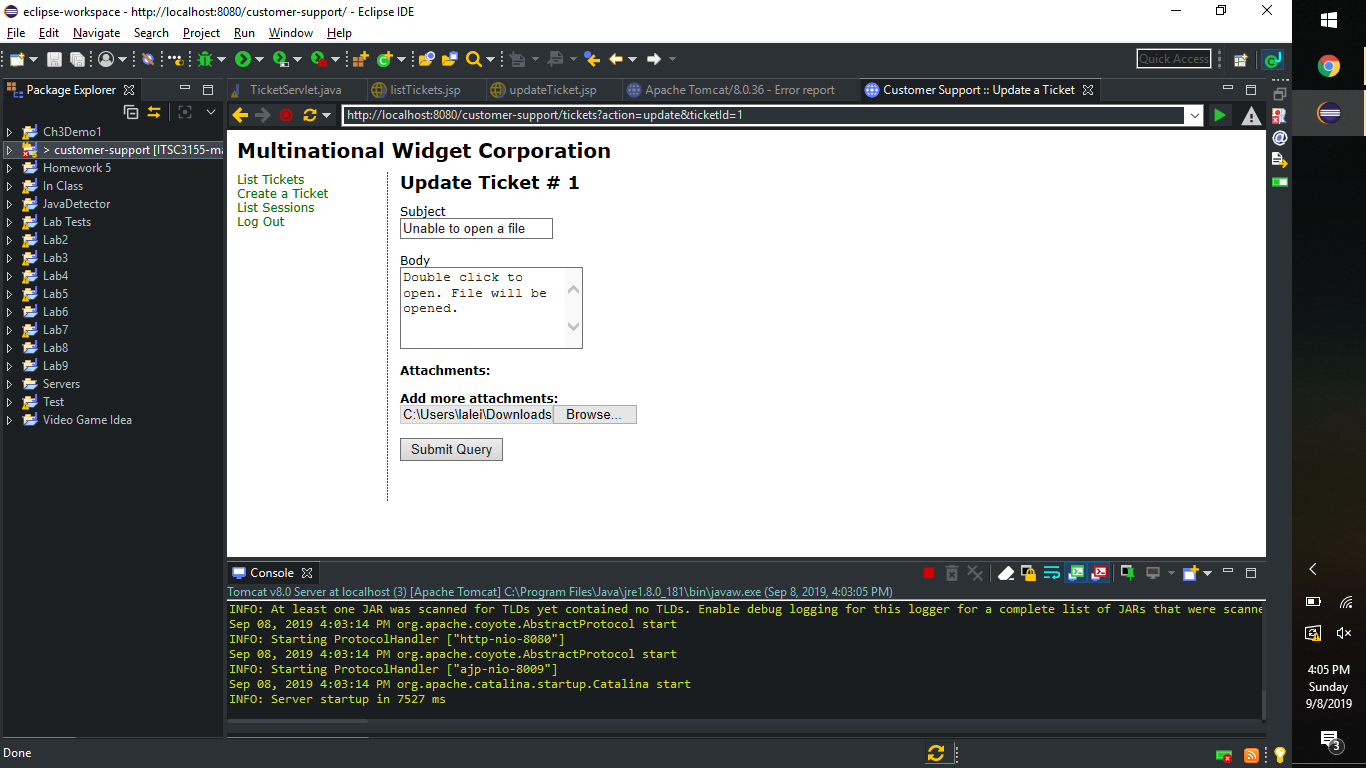 eclipse-workspace - http://localhost:8080/customer-support/ - Eclipse IDE
File Edit Navigate Search Project Run Window Help
Quick Access
Package Explorer
TicketServlet.java
listTickets.jsp
updateTicket.jsp
Apache Tomcat/8.0.36 - Error report
Customer Support :: Update a Ticket
http://localhost:8080/customer-support/tickets?action=update&ticketId=1
Ch3Demo1
> customer-support [ITSC3155-ma
Homework 5
In Class
JavaDetector
Lab Tests
Lab2
Lab3
Lab4
Lab5
Lab6
Lab7
Lab8
Lab9
Servers
Test
Video Game Idea
Multinational Widget Corporation
List Tickets
Create a Ticket
List Sessions
Log Out
Update Ticket # 1
Subject
Unable to open a file
Body
Double click to
open. File will be
opened.
Attachments:
Add more attachments:
C:\Users\lalei\Downloads
Browse...
Submit Query
Console
Tomcat v8.0 Server at localhost (3) [Apache Tomcat] C:\Program Files\Java\jre1.8.0_181\bin\javaw.exe (Sep 8, 2019, 4:03:05 PM)
INFO: At least one JAR was scanned for TLDs yet contained no TLDs. Enable debug logging for this logger for a complete list of JARs that were scanne
Sep 08, 2019 4:03:14 PM org.apache.coyote.AbstractProtocol start
INFO: Starting ProtocolHandler ["http-nio-8080"]
Sep 08, 2019 4:03:14 PM org.apache.coyote.AbstractProtocol start
INFO: Starting ProtocolHandler ["ajp-nio-8009"]
Sep 08, 2019 4:03:14 PM org.apache.catalina.startup.Catalina start
INFO: Server startup in 7527 ms
Done
4:05 PM
Sunday
9/8/2019
3